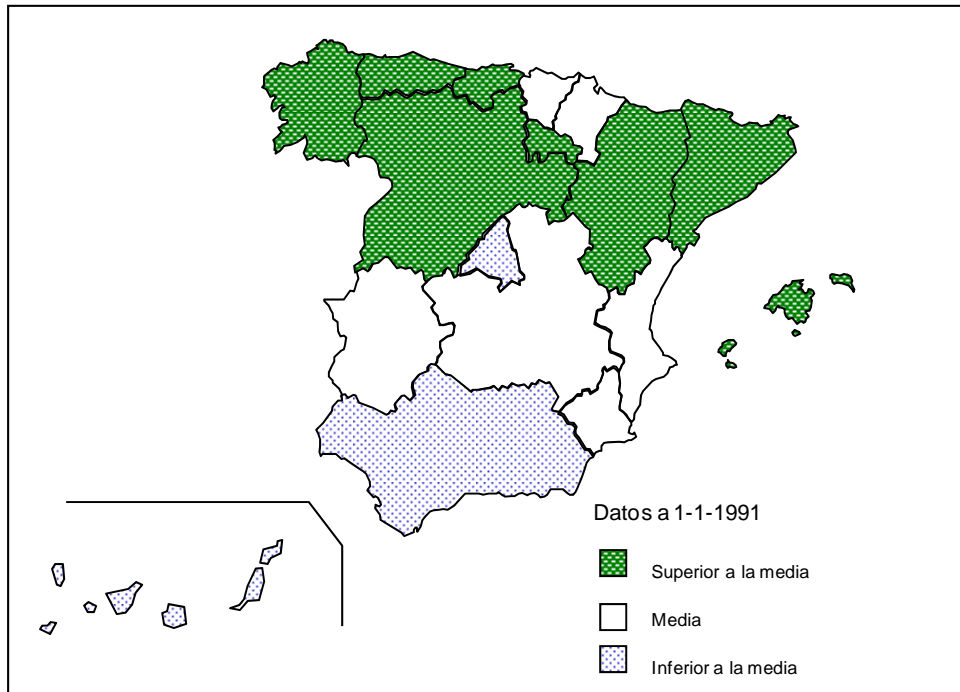 Datos a 1-1-1991
Superior a la media
Media
Inferior a la media